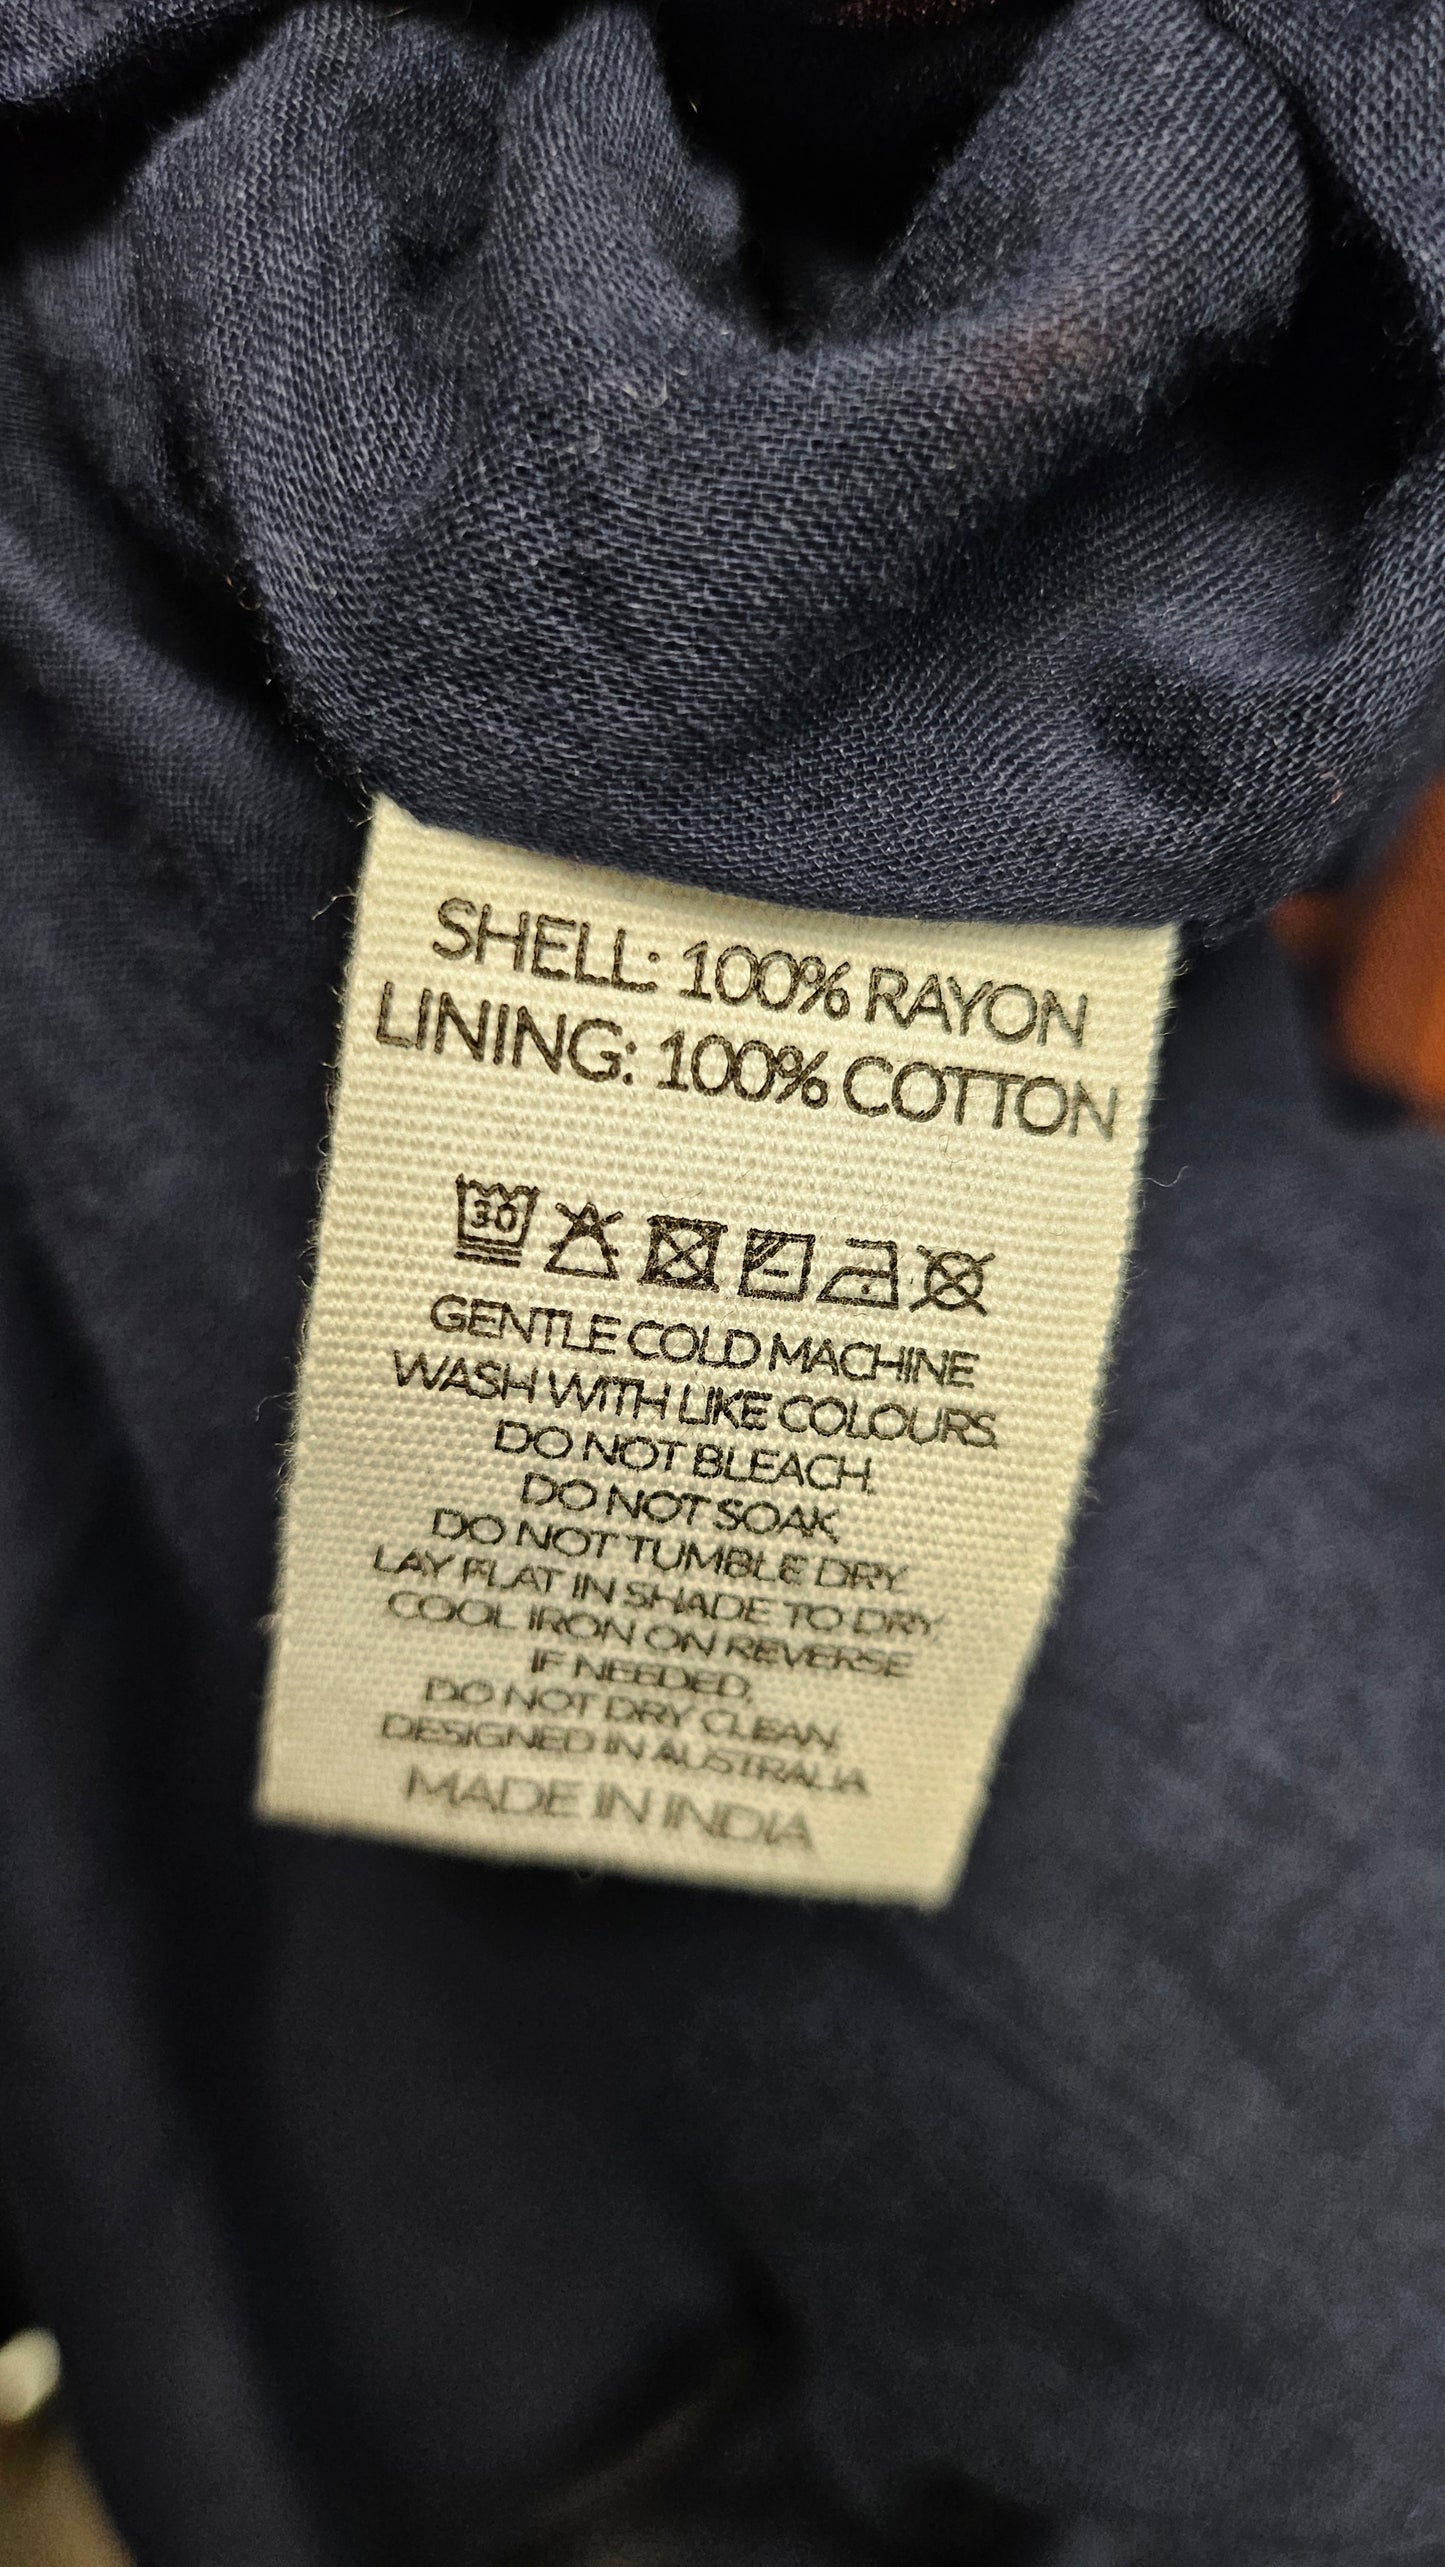 SHELL: 100% RAYON
LINING: 100% COTTON
30
GENTLE COLD MACHINE
WASH WITH LIKE COLOURS.
DO NOT BLEACH.
DO NOT SOAK.
DO NOT TUMBLE DRY.
LAY FLAT IN SHADE TO DRY.
COOL IRON ON REVERSE
IF NEEDED.
DO NOT DRY CLEAN.
DESIGNED IN AUSTRALIA
MADE IN INDIA